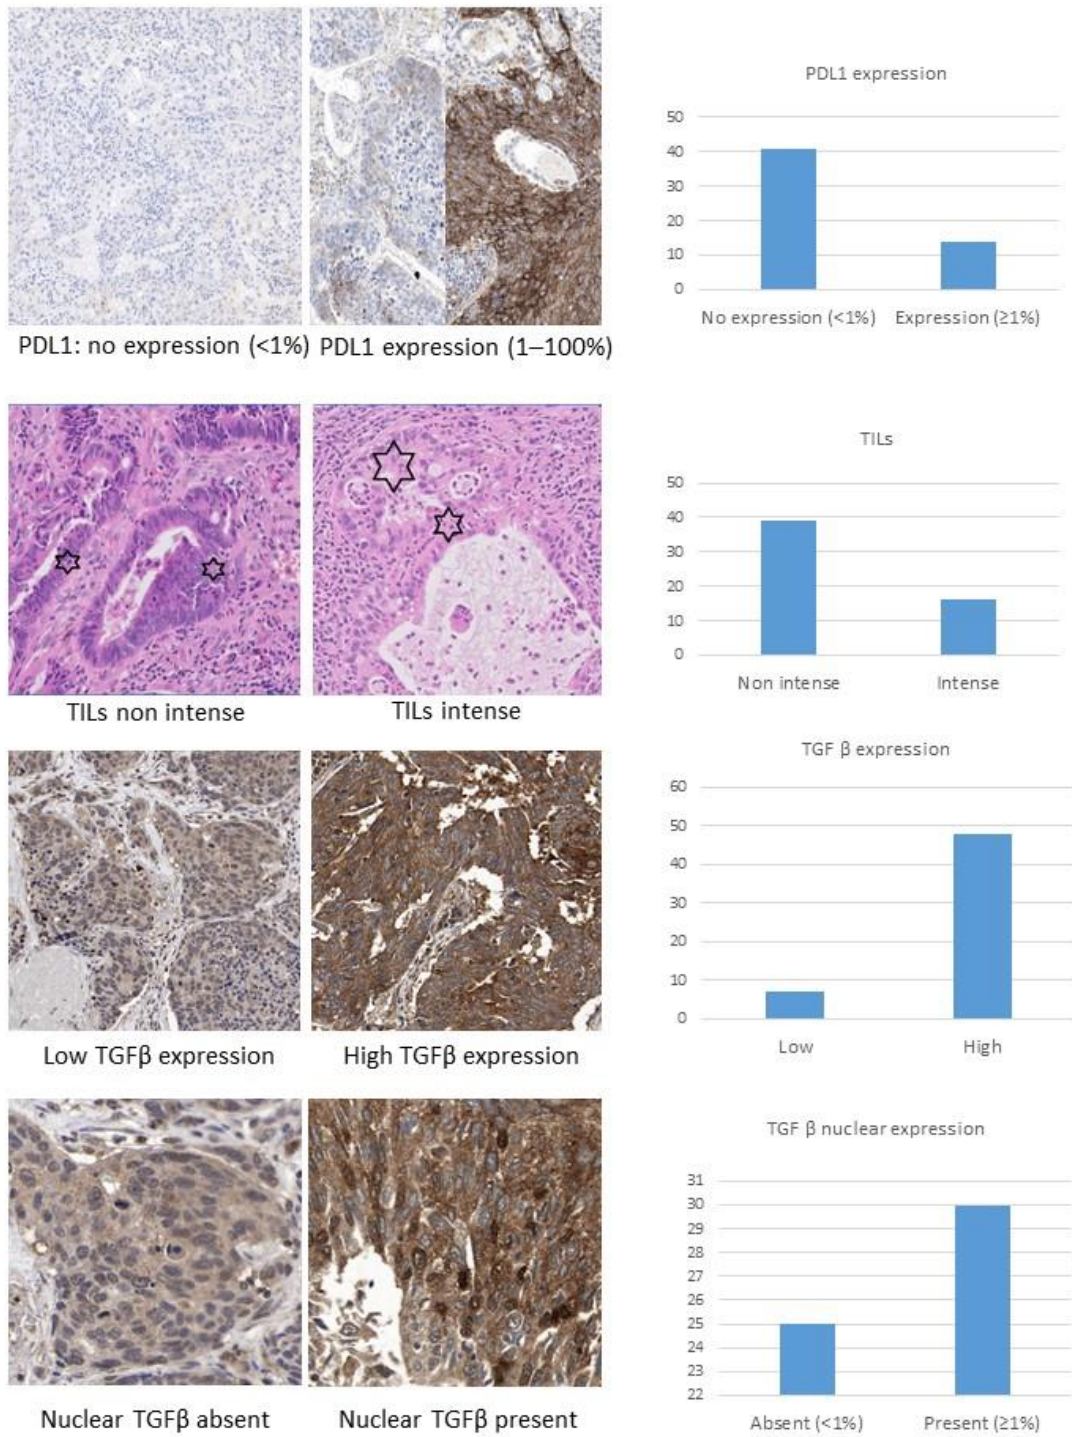 PDL1 expression
50
40
30
20
10
0
No expression (<1%) Expression (≥1%)
PDL1: no expression (<1%) PDL1 expression (1–100%)
TILs
50
40
30
20
10
0
Non intense Intense
TILs non intense TILs intense
TGF β expression
60
50
40
30
20
10
0
Low High
Low TGFβ expression High TGFβ expression
TGF β nuclear expression
31
30
29
28
27
26
25
24
23
22
Absent (<1%) Present (≥1%)
Nuclear TGFβ absent Nuclear TGFβ present